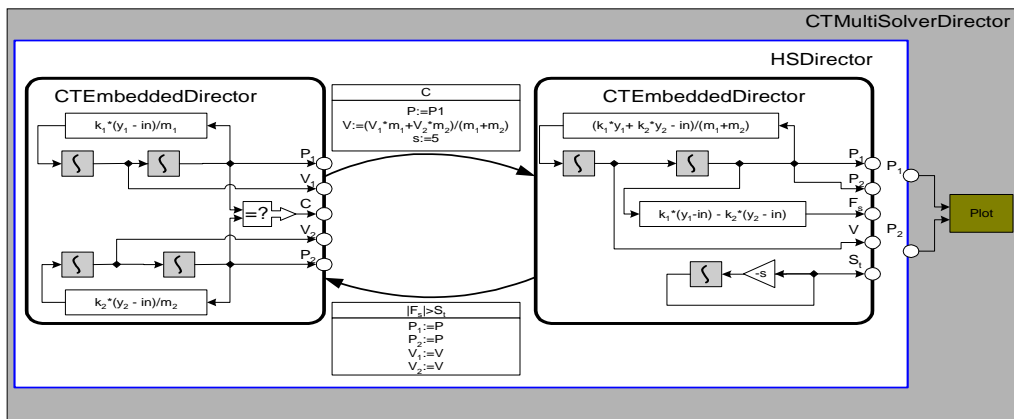 CTMultiSolverDirector
HSDirector
CTEmbeddedDirector
k₁*(y₁ - in)/m₁
∫
∫
P₁
V₁
C
=?
V₂
∫
∫
P₂
k₂*(y₂ - in)/m₂
C
P:=P1
V:=(V₁*m₁+V₂*m₂)/(m₁+m₂)
s:=5
|Fₛ|>Sₜ
P₁:=P
P₂:=P
V₁:=V
V₂:=V
CTEmbeddedDirector
(k₁*y₁+ k₂*y₂ - in)/(m₁+m₂)
∫
∫
P₁
P₂
Fₛ
k₁*(y₁-in) - k₂*(y₂ - in)
V
Sₜ
∫
-s
P₁
P₂
Plot